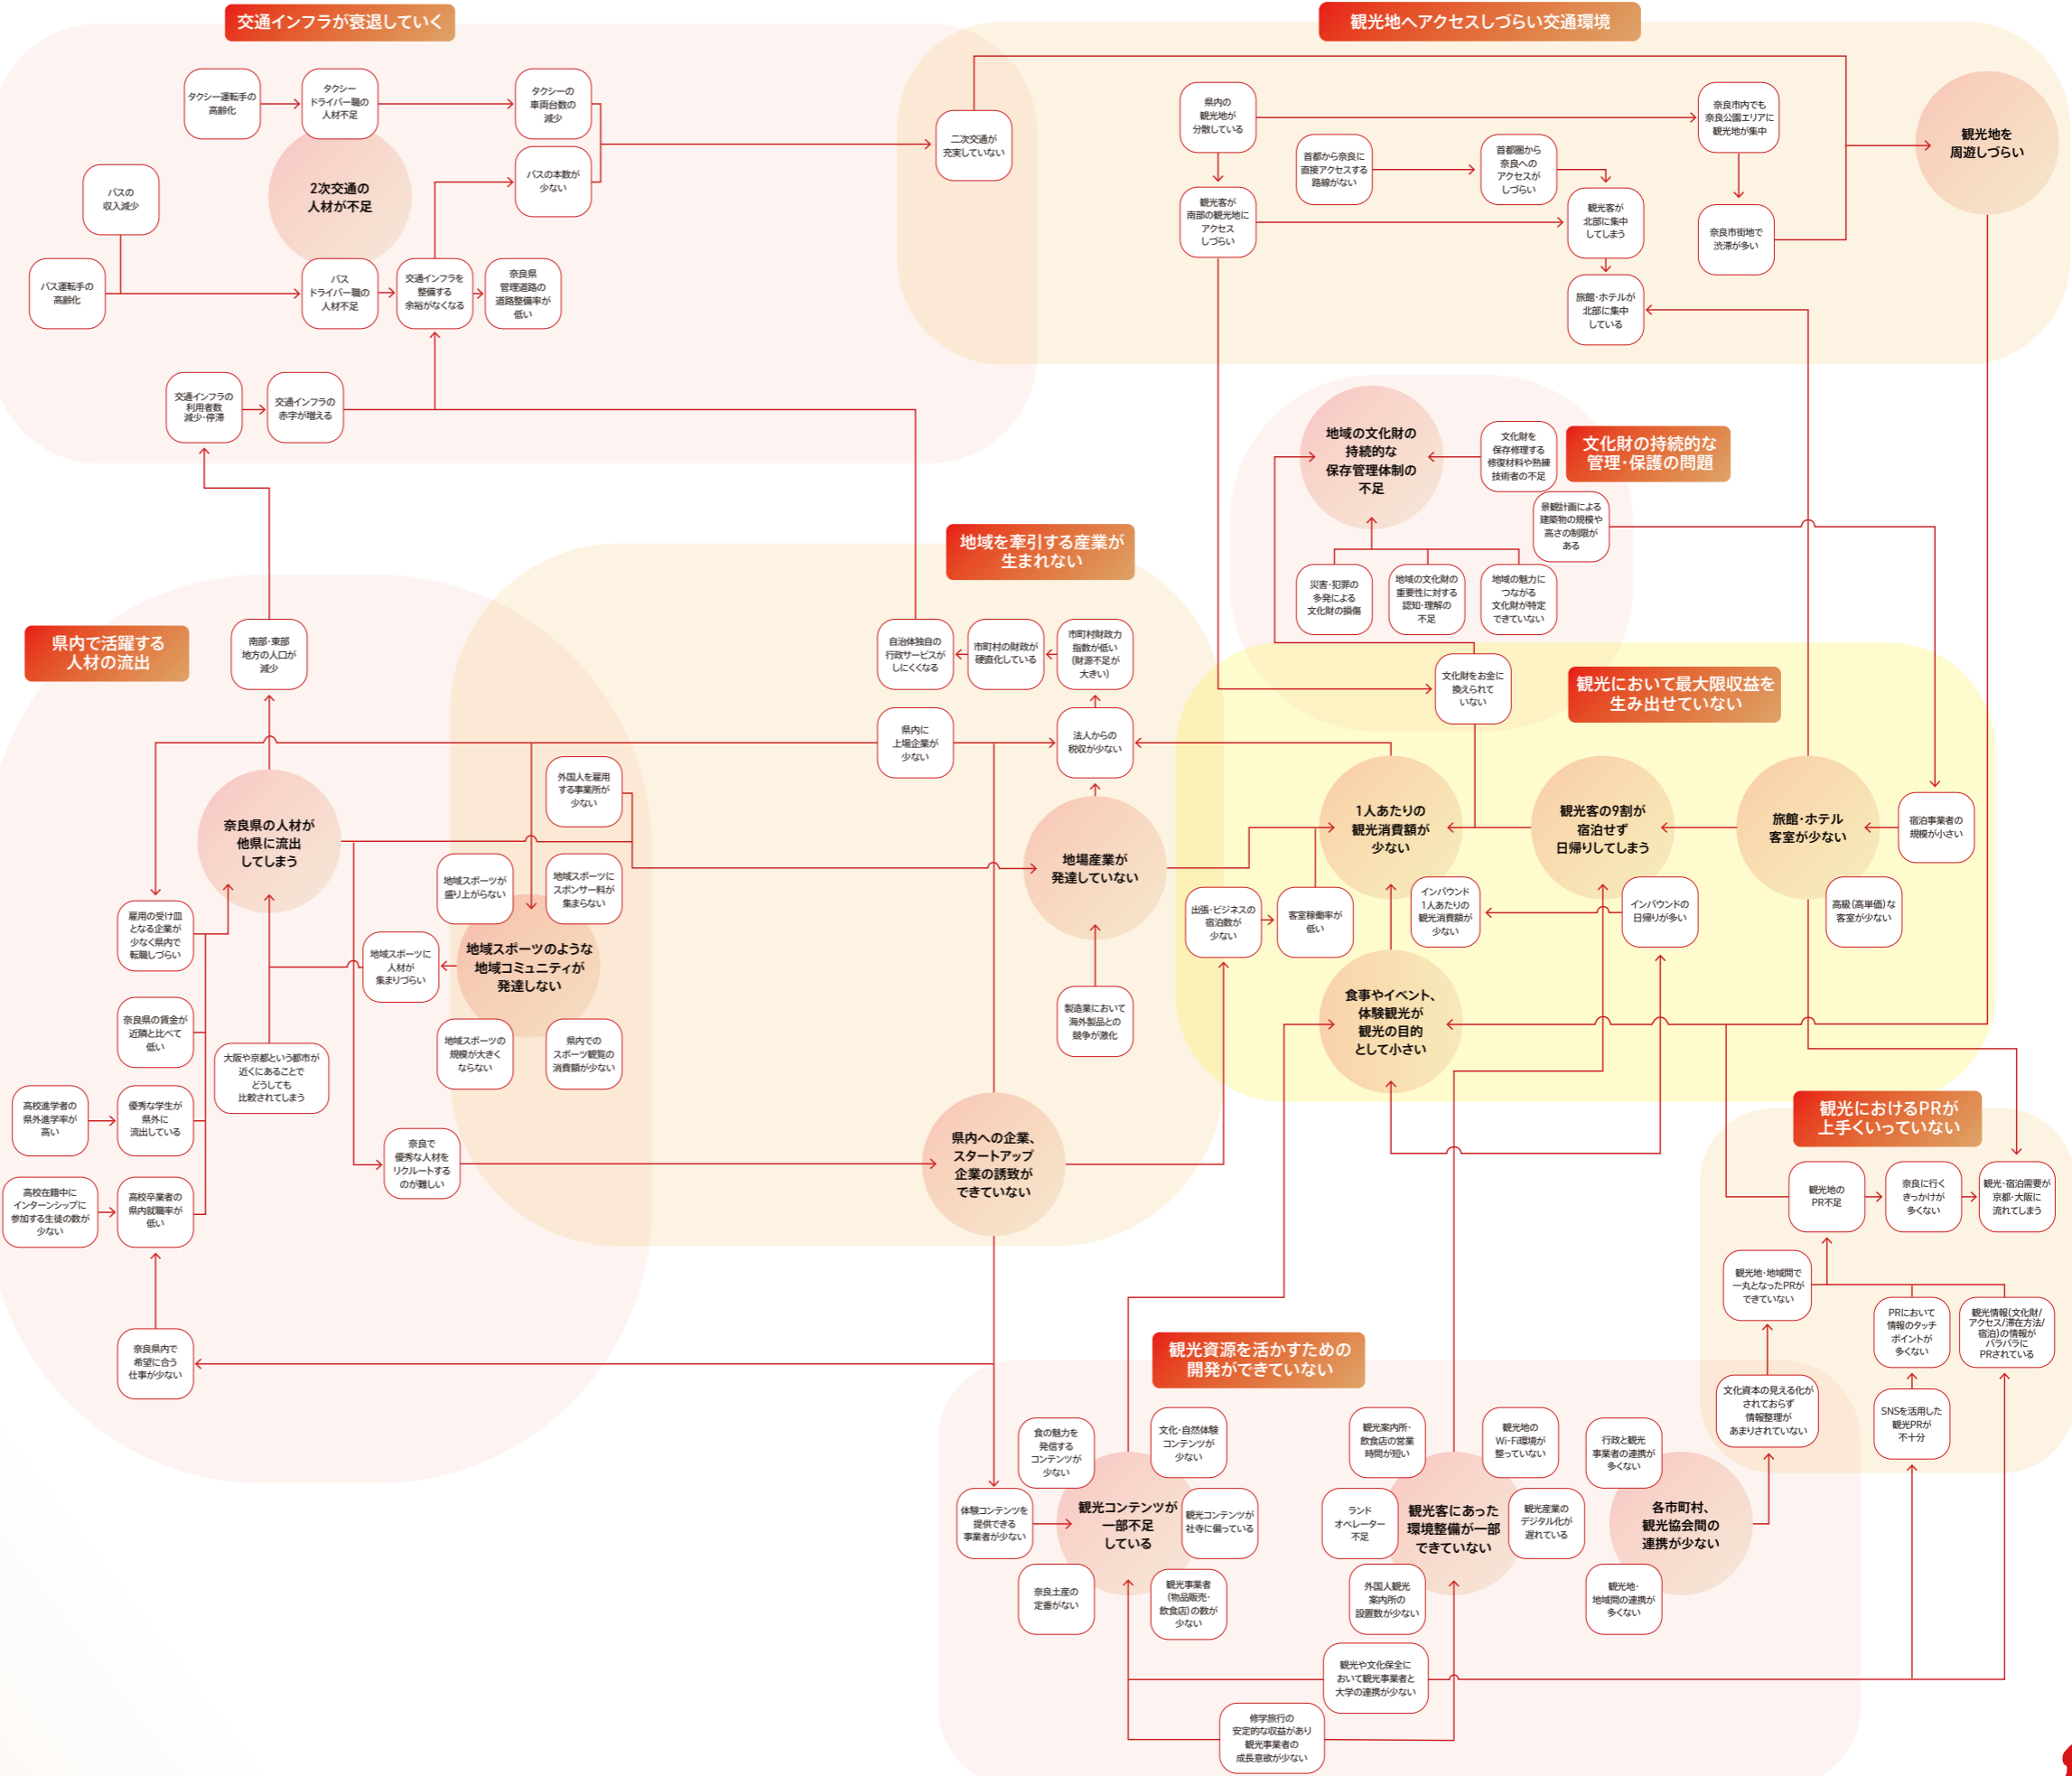 交通インフラが衰退していく
観光地へアクセスしづらい交通環境
タクシー運転手の
高齢化
タクシー
ドライバー職の
人材不足
タクシーの
車両台数の
減少
バスの本数が
少ない
2次交通の
人材が不足
バスの
収入減少
バス運転手の
高齢化
バス
ドライバー職の
人材不足
交通インフラを
整備する
余裕がなくなる
奈良県
管理道路の
道路整備率が
低い
交通インフラの
利用者数
減少・停滞
交通インフラの
赤字が増える
二次交通が
充実していない
県内の
観光地が
分散している
首都から奈良に
直接アクセスする
路線がない
首都圏から
奈良への
アクセスが
しづらい
奈良市内でも
奈良公園エリアに
観光地が集中
観光地を
周遊しづらい
観光客が
南部の観光地に
アクセス
しづらい
観光客が
北部に集中
してしまう
奈良市街地で
渋滞が多い
旅館・ホテルが
北部に集中
している
文化財の持続的な
管理・保護の問題
地域の文化財の
持続的な
保存管理体制の
不足
文化財を
保存修理する
修復材料や熟練
技術者の不足
景観計画による
建築物の規模や
高さの制限が
ある
災害・犯罪の
多発による
文化財の損傷
地域の文化財の
重要性に対する
認知・理解の
不足
地域の魅力に
つながる
文化財が特定
できていない
文化財をお金に
換えられて
いない
地域を牽引する産業が
生まれない
自治体独自の
行政サービスが
しにくくなる
市町村の財政が
硬直化している
市町村財政力
指数が低い
(財源不足が
大きい)
県内に
上場企業が
少ない
法人からの
税収が少ない
外国人を雇用
する事業所が
少ない
地場産業が
発達していない
製造業において
海外製品との
競争が激化
地域スポーツが
盛り上がらない
地域スポーツに
スポンサー料が
集まらない
地域スポーツのような
地域コミュニティが
発達しない
地域スポーツに
人材が
集まりづらい
地域スポーツの
規模が大きく
ならない
県内での
スポーツ観覧の
消費額が少ない
県内への企業、
スタートアップ
企業の誘致が
できていない
県内で活躍する
人材の流出
南部・東部
地方の人口が
減少
奈良県の人材が
他県に流出
してしまう
雇用の受け皿
となる企業が
少なく県内で
転職しづらい
奈良県の賃金が
近隣と比べて
低い
大阪や京都という都市が
近くにあることで
どうしても
比較されてしまう
高校進学者の
県外進学率が
高い
優秀な学生が
県外に
流出している
高校在籍中に
インターンシップに
参加する生徒の数が
少ない
高校卒業者の
県内就職率が
低い
奈良で
優秀な人材を
リクルートする
のが難しい
奈良県内で
希望に合う
仕事が少ない
観光において最大限収益を
生み出せていない
1人あたりの
観光消費額が
少ない
観光客の9割が
宿泊せず
日帰りしてしまう
旅館・ホテル
客室が少ない
宿泊事業者の
規模が小さい
出張・ビジネスの
宿泊数が
少ない
客室稼働率が
低い
インバウンド
1人あたりの
観光消費額が
少ない
インバウンドの
日帰りが多い
高級(高単価)な
客室が少ない
食事やイベント、
体験観光が
観光の目的
として小さい
観光におけるPRが
上手くいっていない
観光地の
PR不足
奈良に行く
きっかけが
多くない
観光・宿泊需要が
京都・大阪に
流れてしまう
観光地・地域間で
一丸となったPRが
できていない
PRにおいて
情報のタッチ
ポイントが
多くない
観光情報(文化財/
アクセス/滞在方法/
宿泊)の情報が
バラバラに
PRされている
文化資本の見える化が
されておらず
情報整理が
あまりされていない
SNSを活用した
観光PRが
不十分
観光資源を活かすための
開発ができていない
食の魅力を
発信する
コンテンツが
少ない
文化・自然体験
コンテンツが
少ない
体験コンテンツを
提供できる
事業者が少ない
観光コンテンツが
一部不足
している
観光コンテンツが
社寺に偏っている
奈良土産の
定番がない
観光事業者
(物品販売・
飲食店)の数が
少ない
観光案内所・
飲食店の営業
時間が短い
観光地の
Wi-Fi環境が
整っていない
ランド
オペレーター
不足
観光客にあった
環境整備が一部
できていない
観光産業の
デジタル化が
遅れている
外国人観光
案内所の
設置数が少ない
行政と観光
事業者の連携が
多くない
各市町村、
観光協会間の
連携が少ない
観光地・
地域間の連携が
多くない
観光や文化保全に
おいて観光事業者と
大学の連携が少ない
修学旅行の
安定的な収益があり
観光事業者の
成長意欲が少ない